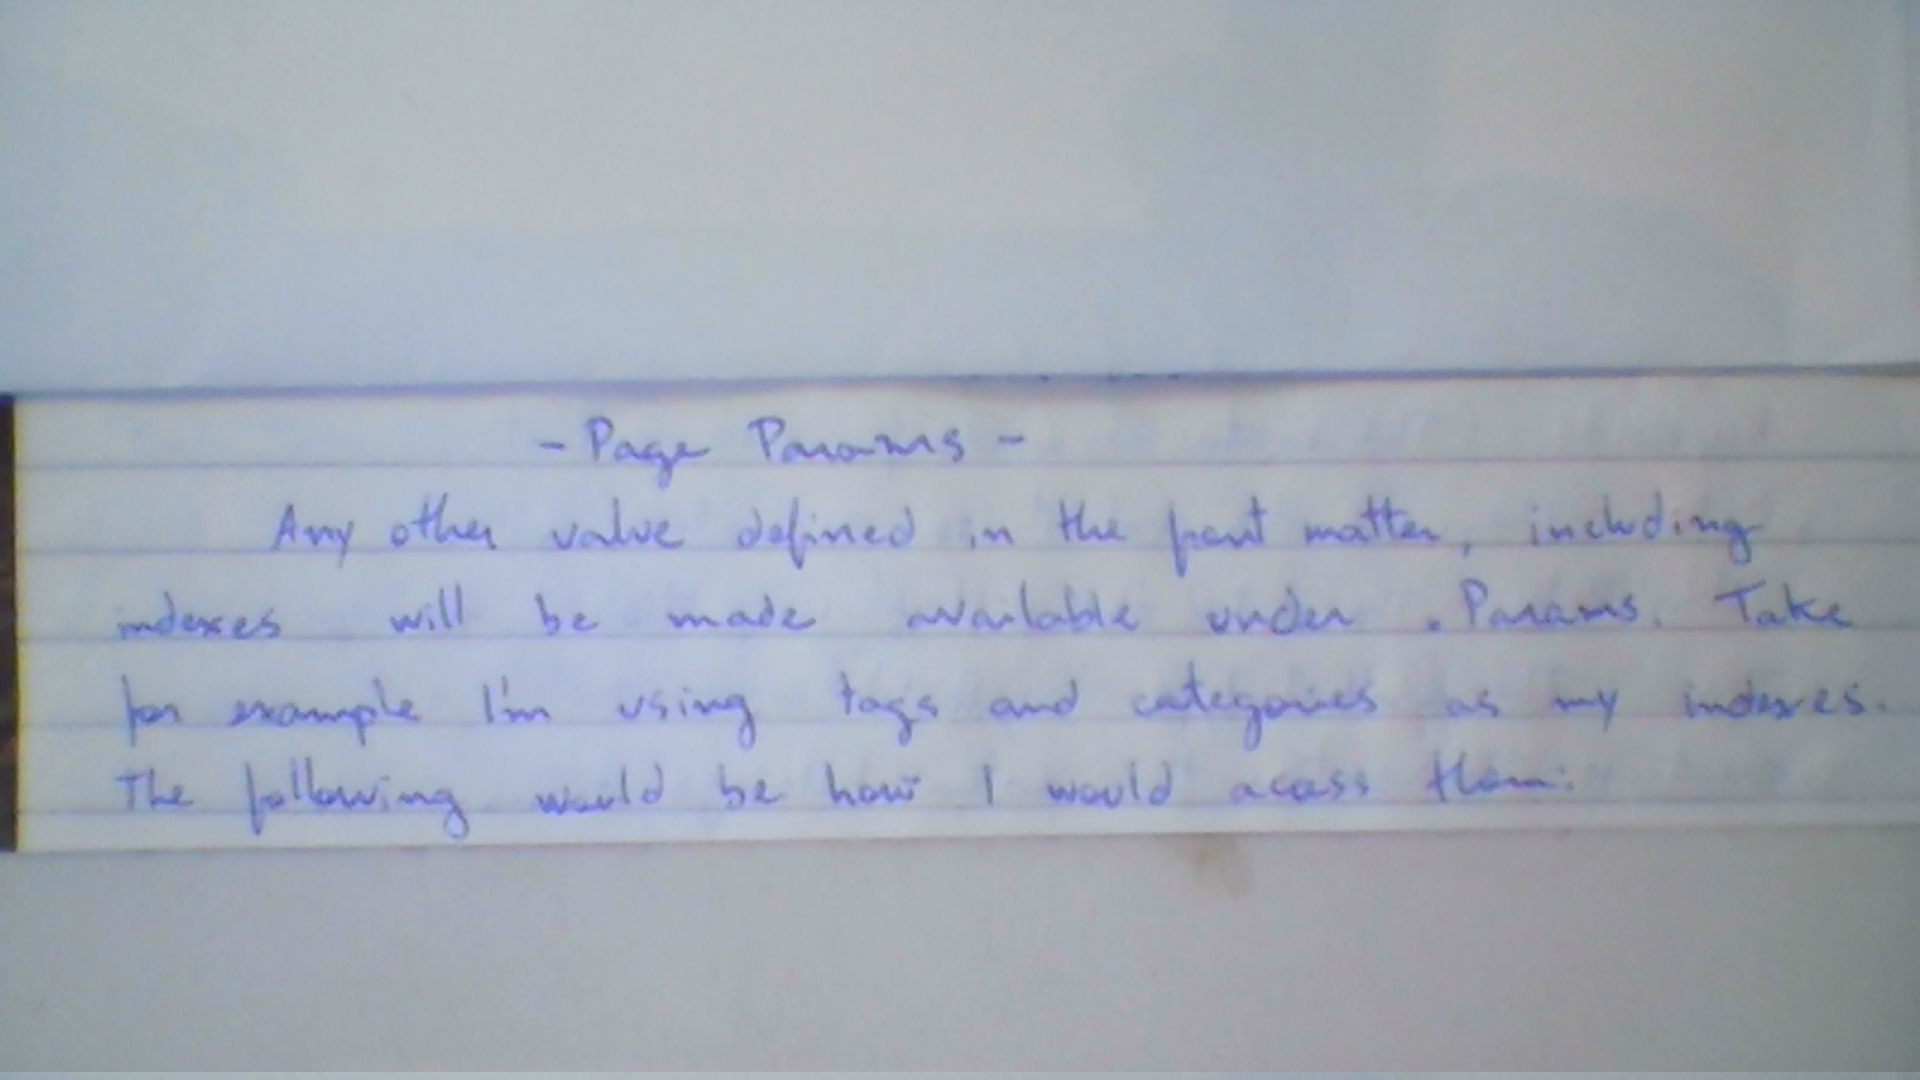 - Page Params -
Any other value defined in the front matter, including
indexes will be made available under .Params. Take
for example I'm using tags and categories as my indexes.
The following would be how I would access them: